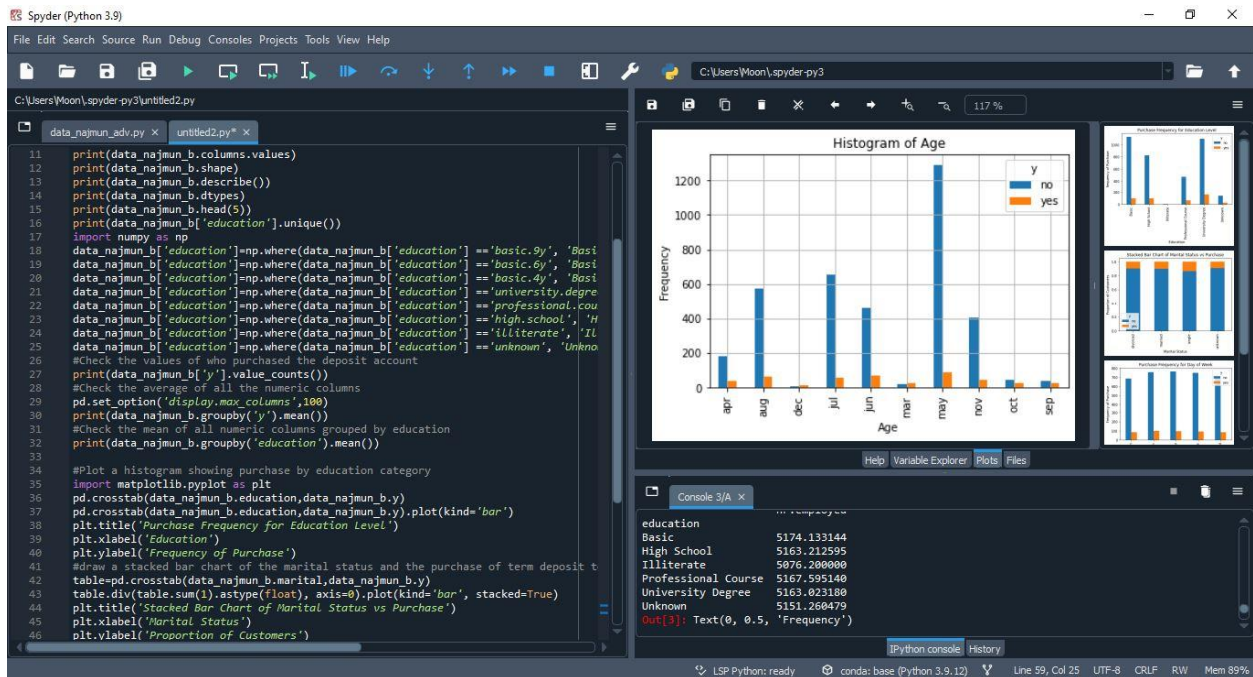 Spyder (Python 3.9)
File Edit Search Source Run Debug Consoles Projects Tools View Help
C:\Users\Moon\.spyder-py3
C:\Users\Moon\.spyder-py3\untitled2.py
data_najmun_adv.py
untitled2.py*
11 print(data_najmun_b.columns.values)
12 print(data_najmun_b.shape)
13 print(data_najmun_b.describe())
14 print(data_najmun_b.dtypes)
15 print(data_najmun_b.head(5))
16 print(data_najmun_b['education'].unique())
17 import numpy as np
18 data_najmun_b['education']=np.where(data_najmun_b['education'] =='basic.9y', 'Basi
19 data_najmun_b['education']=np.where(data_najmun_b['education'] =='basic.6y', 'Basi
20 data_najmun_b['education']=np.where(data_najmun_b['education'] =='basic.4y', 'Basi
21 data_najmun_b['education']=np.where(data_najmun_b['education'] =='university.degre
22 data_najmun_b['education']=np.where(data_najmun_b['education'] =='professional.cou
23 data_najmun_b['education']=np.where(data_najmun_b['education'] =='high.school', 'H
24 data_najmun_b['education']=np.where(data_najmun_b['education'] =='illiterate', 'Il
25 data_najmun_b['education']=np.where(data_najmun_b['education'] =='unknown', 'Unkno
26 #Check the values of who purchased the deposit account
27 print(data_najmun_b['y'].value_counts())
28 #Check the average of all the numeric columns
29 pd.set_option('display.max_columns',100)
30 print(data_najmun_b.groupby('y').mean())
31 #Check the mean of all numeric columns grouped by education
32 print(data_najmun_b.groupby('education').mean())
33
34 #Plot a histogram showing purchase by education category
35 import matplotlib.pyplot as plt
36 pd.crosstab(data_najmun_b.education,data_najmun_b.y)
37 pd.crosstab(data_najmun_b.education,data_najmun_b.y).plot(kind='bar')
38 plt.title('Purchase Frequency for Education Level')
39 plt.xlabel('Education')
40 plt.ylabel('Frequency of Purchase')
41 #draw a stacked bar chart of the marital status and the purchase of term deposit t
42 table=pd.crosstab(data_najmun_b.marital,data_najmun_b.y)
43 table.div(table.sum(1).astype(float), axis=0).plot(kind='bar', stacked=True)
44 plt.title('Stacked Bar Chart of Marital Status vs Purchase')
45 plt.xlabel('Marital Status')
46 plt.ylabel('Proportion of Customers')
117 %
Histogram of Age
y
no
yes
1200
1000
800
600
400
200
0
Frequency
apr aug dec jul jun mar may nov oct sep
Age
Purchase Frequency for Education Level
Education
Stacked Bar Chart of Marital Status vs Purchase
Marital Status
Purchase Frequency for Day of Week
Help Variable Explorer Plots Files
Console 3/A
education
Basic 5174.133144
High School 5163.212595
Illiterate 5076.200000
Professional Course 5167.595140
University Degree 5163.023180
Unknown 5151.260479
Out[3]: Text(0, 0.5, 'Frequency')
IPython console History
LSP Python: ready conda: base (Python 3.9.12) Line 59, Col 25 UTF-8 CRLF RW Mem 89%